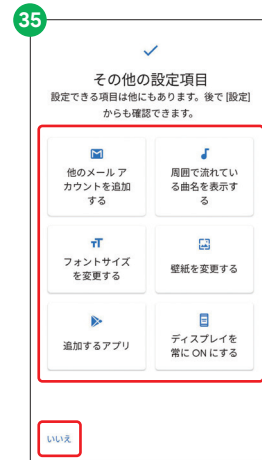 35
その他の設定項目
設定できる項目は他にもあります。後で [設定]
からも確認できます。
他のメール ア
カウントを追加
する
周囲で流れてい
る曲名を表示す
る
フォントサイズ
を変更する
壁紙を変更する
追加するアプリ
ディスプレイを
常に ON にする
いいえ